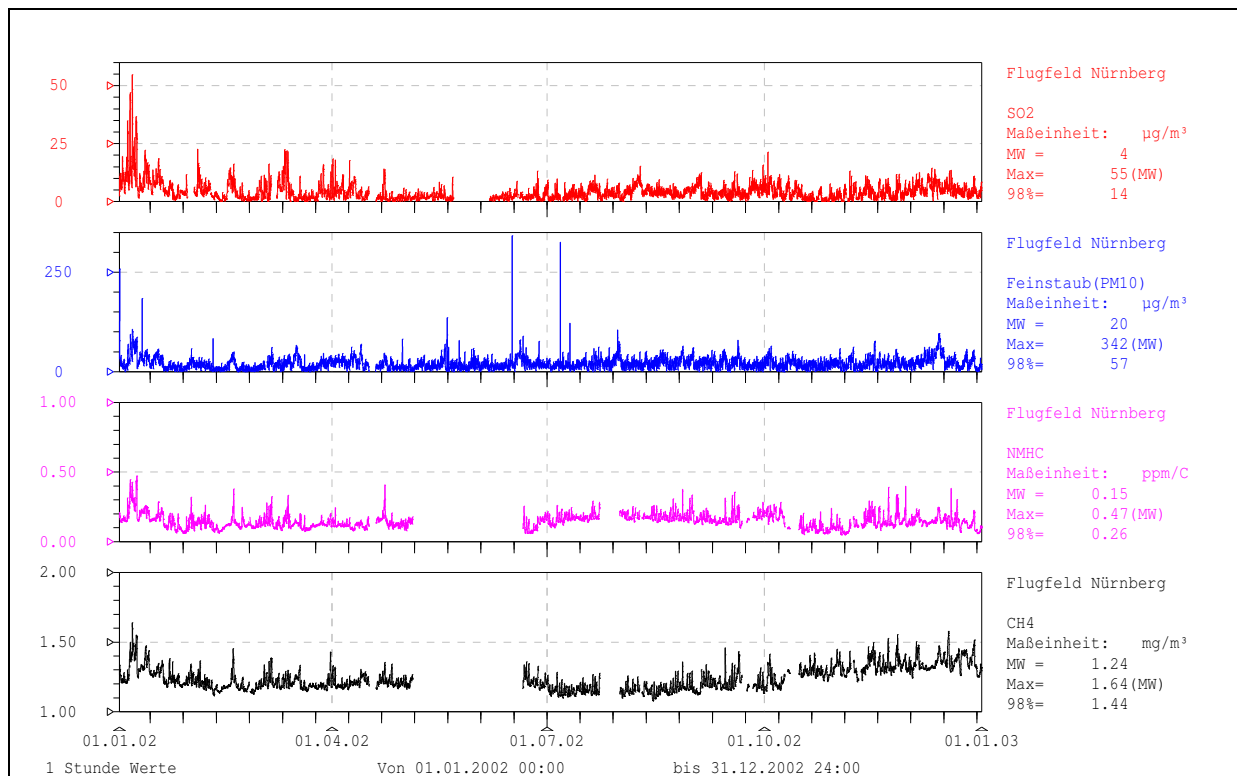 50
25
0
Flugfeld Nürnberg
SO2
Maßeinheit: µg/m³
MW = 4
Max= 55(MW)
98%= 14
250
0
Flugfeld Nürnberg
Feinstaub(PM10)
Maßeinheit: µg/m³
MW = 20
Max= 342(MW)
98%= 57
1.00
0.50
0.00
Flugfeld Nürnberg
NMHC
Maßeinheit: ppm/C
MW = 0.15
Max= 0.47(MW)
98%= 0.26
2.00
1.50
1.00
Flugfeld Nürnberg
CH4
Maßeinheit: mg/m³
MW = 1.24
Max= 1.64(MW)
98%= 1.44
01.01.02 01.04.02 01.07.02 01.10.02 01.01.03
1 Stunde Werte Von 01.01.2002 00:00 bis 31.12.2002 24:00